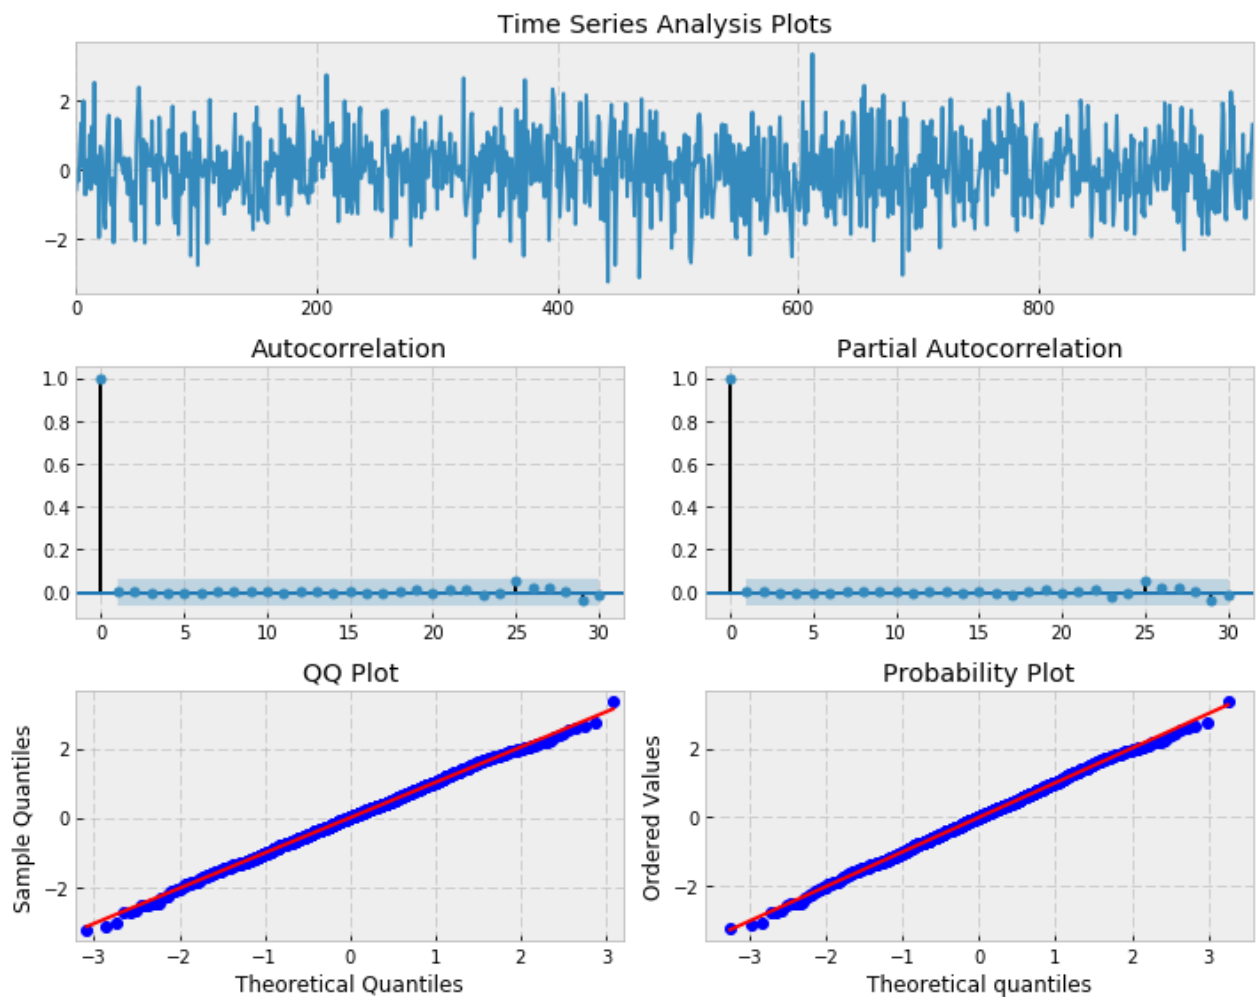 Time Series Analysis Plots
2
0
−2
0 200 400 600 800
Autocorrelation
1.0
0.8
0.6
0.4
0.2
0.0
0 5 10 15 20 25 30
Partial Autocorrelation
1.0
0.8
0.6
0.4
0.2
0.0
0 5 10 15 20 25 30
QQ Plot
Sample Quantiles
2
0
−2
−3 −2 −1 0 1 2 3
Theoretical Quantiles
Probability Plot
Ordered Values
2
0
−2
−3 −2 −1 0 1 2 3
Theoretical quantiles